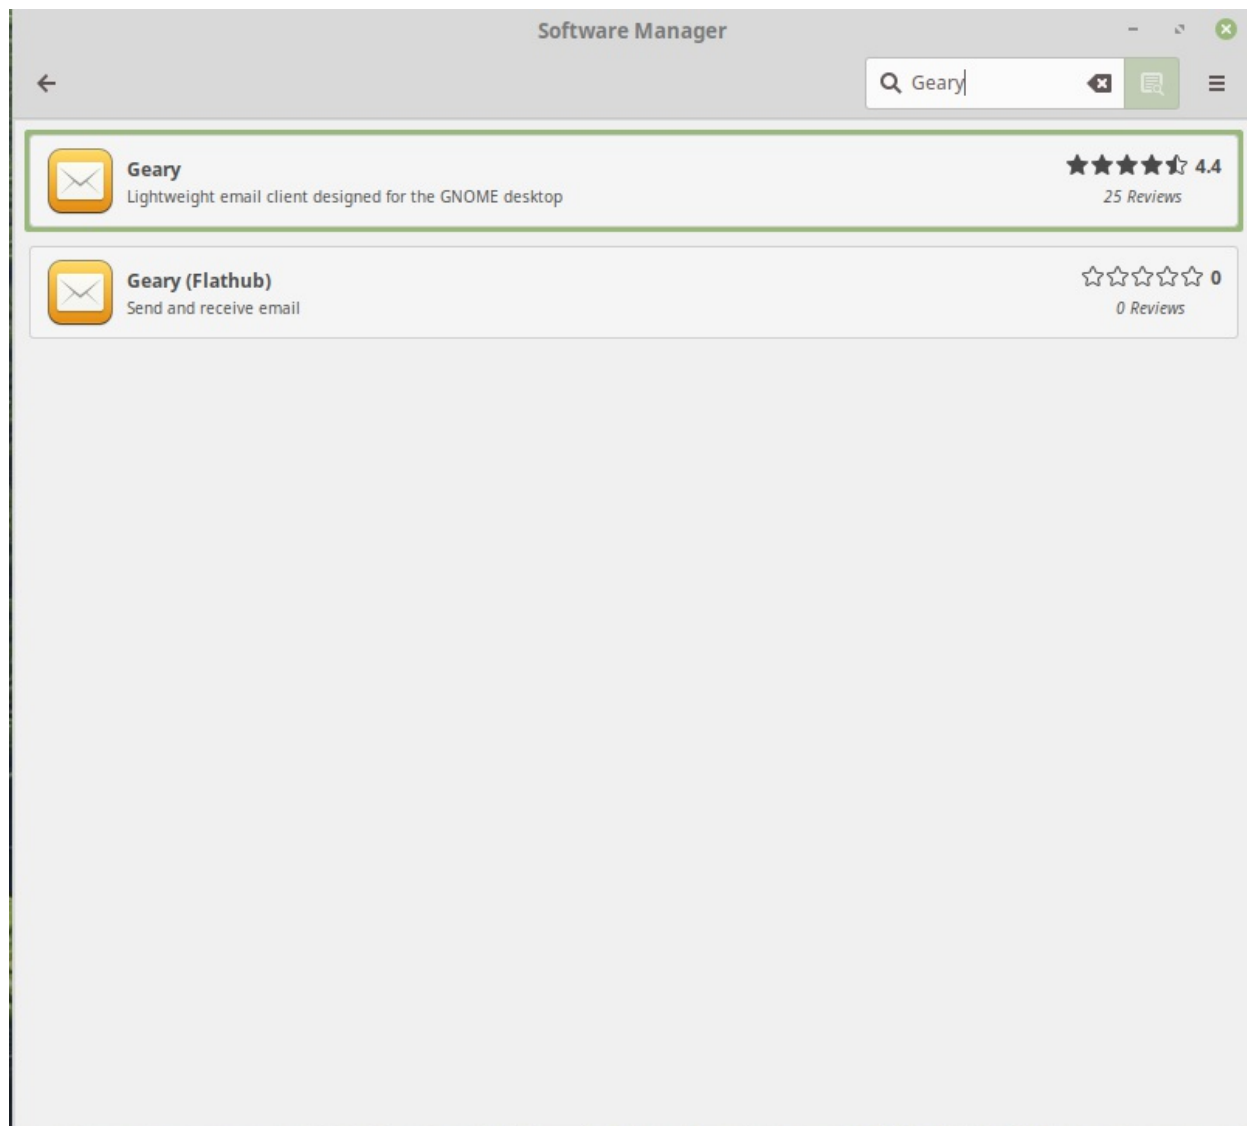 Software Manager
Geary
Geary
Lightweight email client designed for the GNOME desktop
4.4
25 Reviews
Geary (Flathub)
Send and receive email
0
0 Reviews